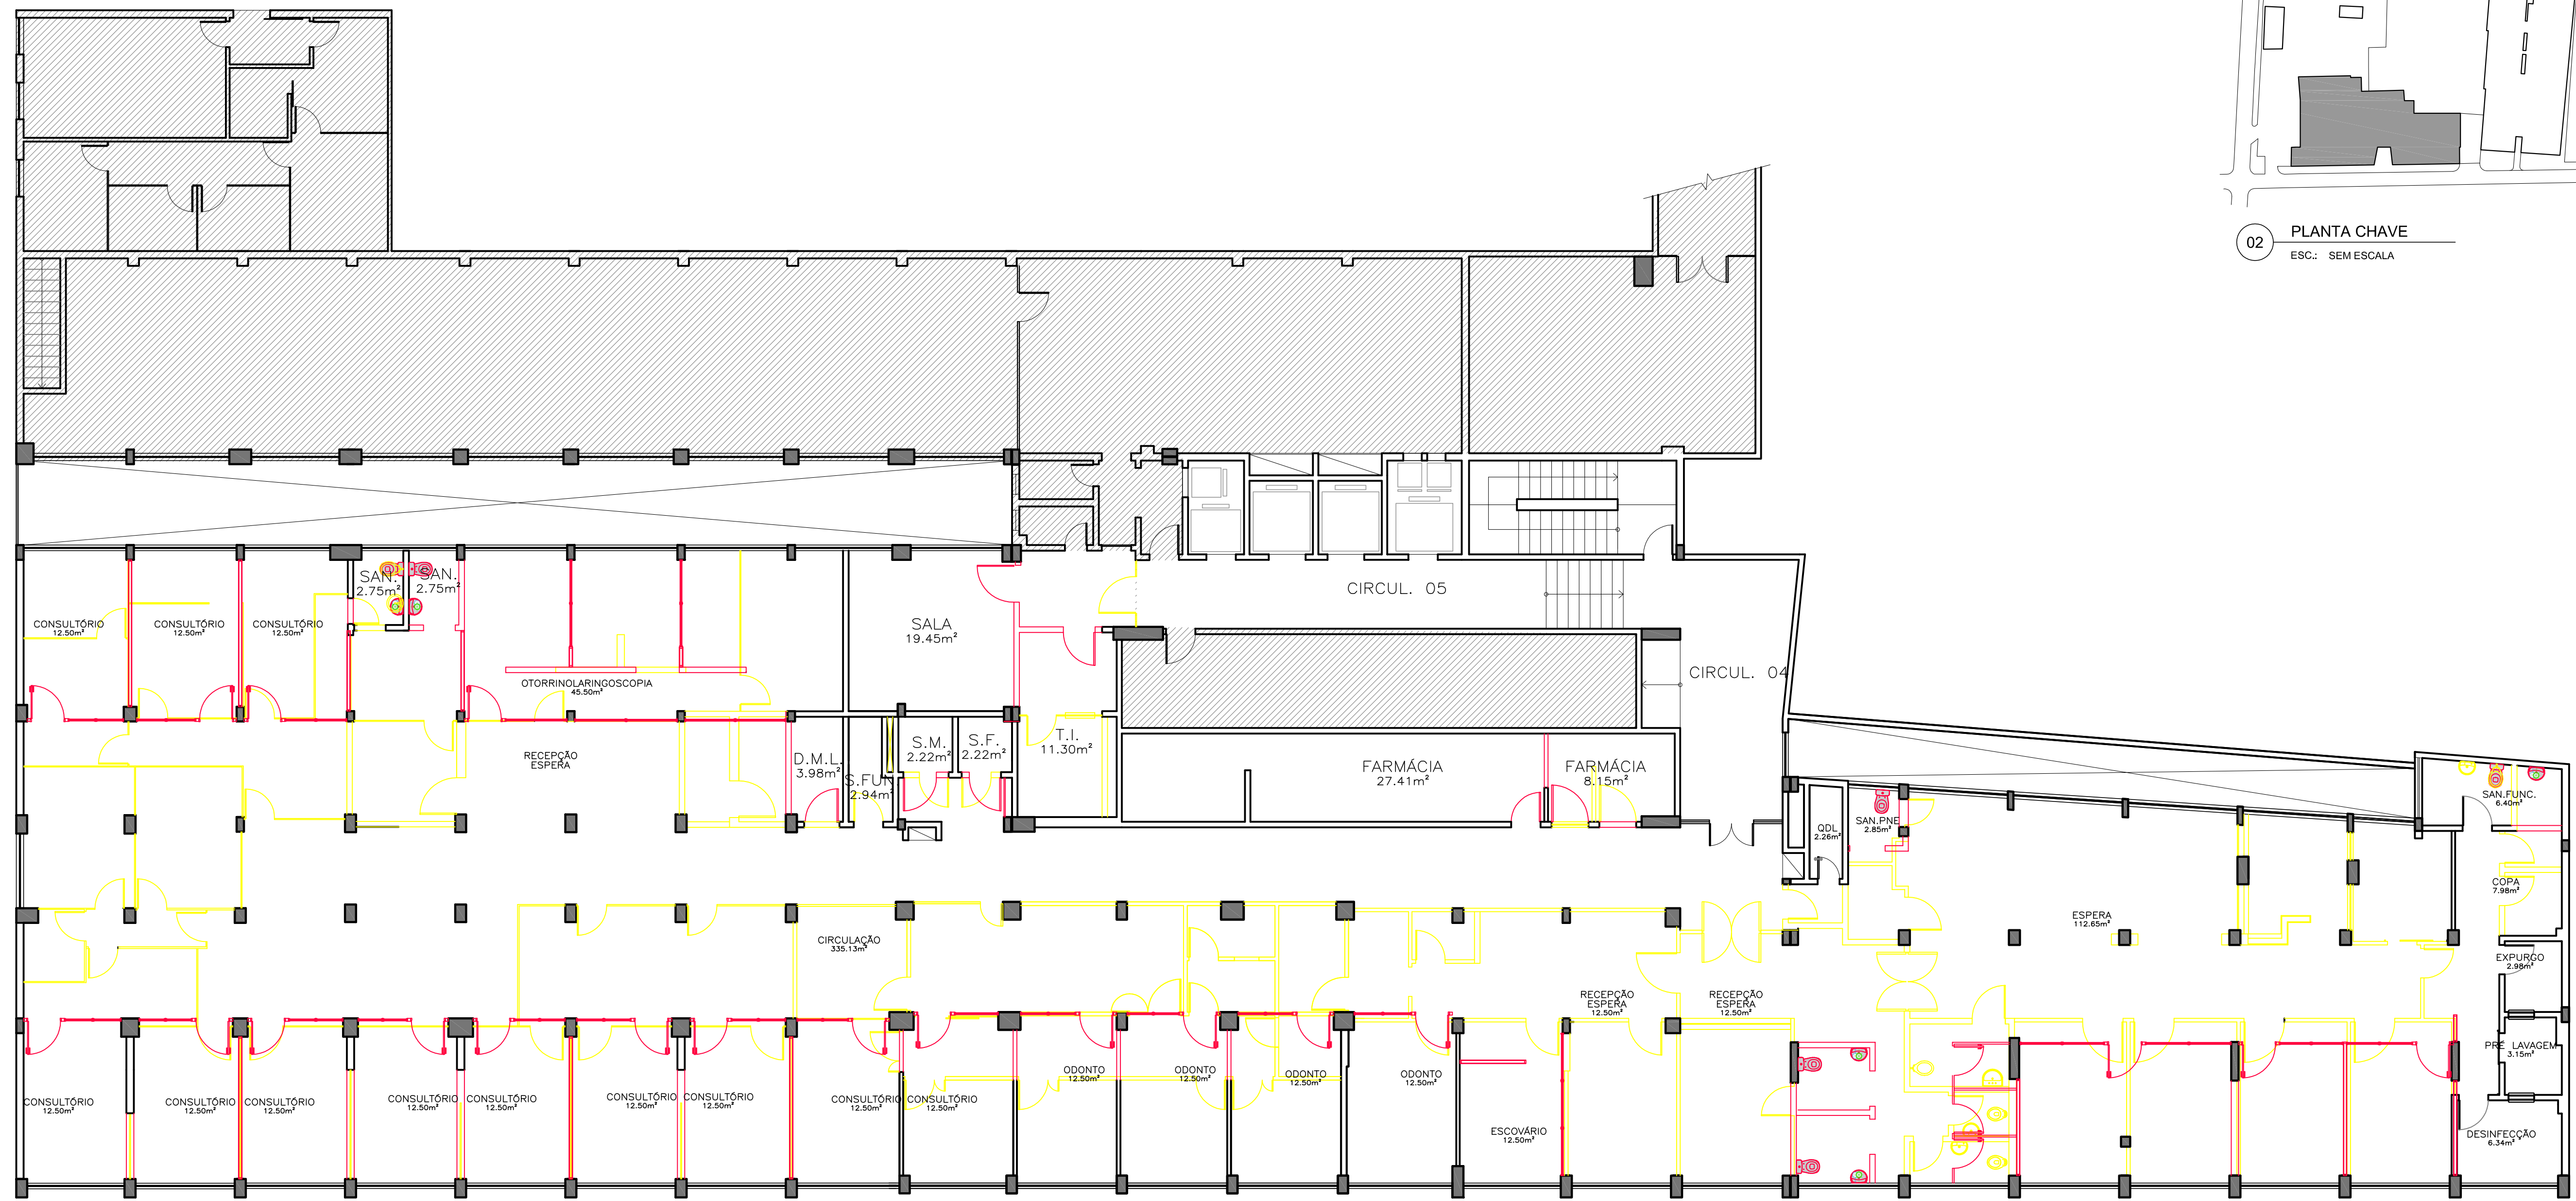 02
PLANTA CHAVE
ESC.: SEM ESCALA
SAN.
2.75m²
SAN.
2.75m²
CONSULTÓRIO
12.50m²
CONSULTÓRIO
12.50m²
CONSULTÓRIO
12.50m²
SALA
19.45m²
CIRCUL. 05
CIRCUL. 04
OTORRINOLARINGOSCOPIA
45.50m²
RECEPÇÃO
ESPERA
D.M.L.
3.98m²
S.FUN.
2.94m²
S.M.
2.22m²
S.F.
2.22m²
T.I.
11.30m²
FARMÁCIA
27.41m²
FARMÁCIA
8.15m²
QDL
2.26m²
SAN.PNE
2.85m²
SAN.FUNC.
6.40m²
COPA
7.98m²
ESPERA
112.65m²
CIRCULAÇÃO
335.13m²
EXPURGO
2.98m²
RECEPÇÃO
ESPERA
12.50m²
RECEPÇÃO
ESPERA
12.50m²
PRÉ LAVAGEM
3.15m²
CONSULTÓRIO
12.50m²
CONSULTÓRIO
12.50m²
CONSULTÓRIO
12.50m²
CONSULTÓRIO
12.50m²
CONSULTÓRIO
12.50m²
CONSULTÓRIO
12.50m²
CONSULTÓRIO
12.50m²
CONSULTÓRIO
12.50m²
CONSULTÓRIO
12.50m²
ODONTO
12.50m²
ODONTO
12.50m²
ODONTO
12.50m²
ODONTO
12.50m²
ESCOVÁRIO
12.50m²
DESINFECÇÃO
6.34m²